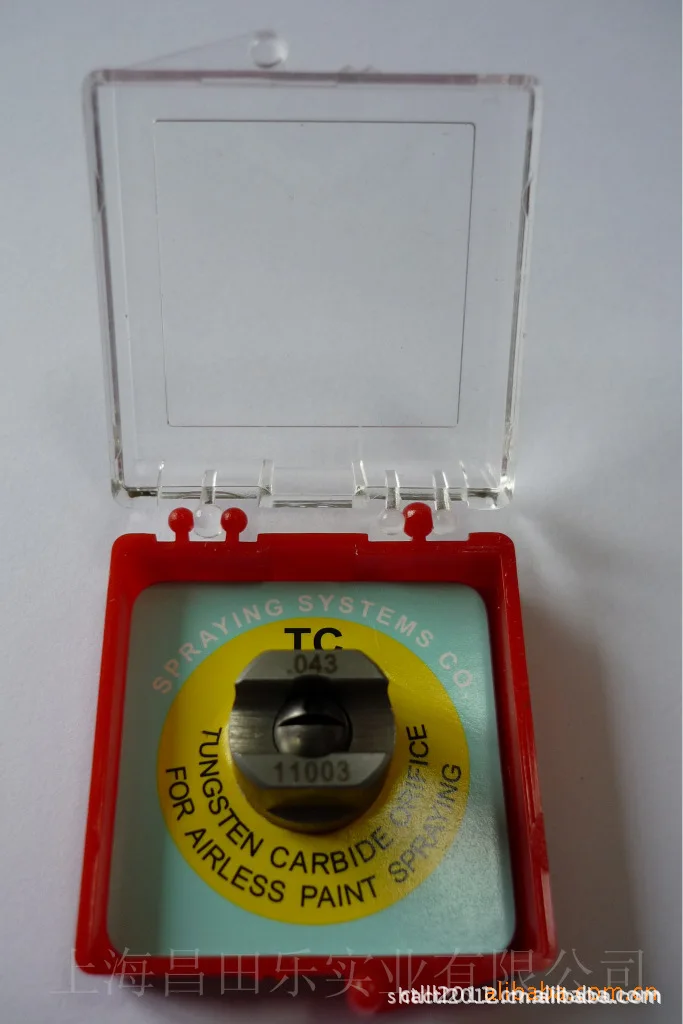 SPRAYING SYSTEMS CO.
TC
.043
11003
TUNGSTEN CARBIDE ORIFICE
FOR AIRLESS PAINT SPRAYING
上海昌田乐实业有限公司